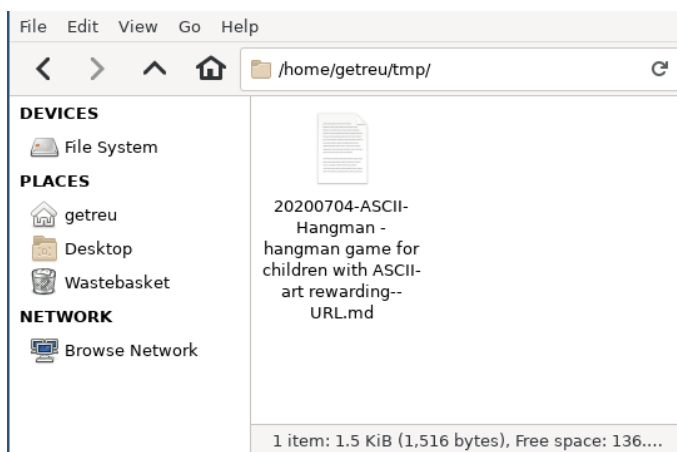 File Edit View Go Help
/home/getreu/tmp/
DEVICES
File System
PLACES
getreu
Desktop
Wastebasket
NETWORK
Browse Network
20200704-ASCII-
Hangman -
hangman game for
children with ASCII-
art rewarding--
URL.md
1 item: 1.5 KiB (1,516 bytes), Free space: 136....